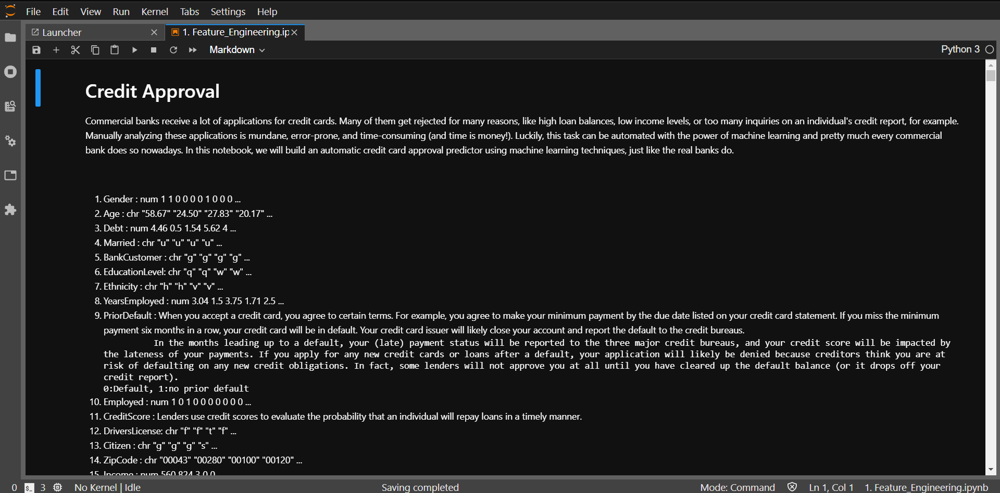 File Edit View Run Kernel Tabs Settings Help
Launcher
1. Feature_Engineering.ip
Markdown
Python 3
Credit Approval
Commercial banks receive a lot of applications for credit cards. Many of them get rejected for many reasons, like high loan balances, low income levels, or too many inquiries on an individual's credit report, for example.
Manually analyzing these applications is mundane, error-prone, and time-consuming (and time is money!). Luckily, this task can be automated with the power of machine learning and pretty much every commercial
bank does so nowadays. In this notebook, we will build an automatic credit card approval predictor using machine learning techniques, just like the real banks do.
1. Gender : num 1 1 0 0 0 0 1 0 0 0 ...
2. Age : chr "58.67" "24.50" "27.83" "20.17" ...
3. Debt : num 4.46 0.5 1.54 5.62 4 ...
4. Married : chr "u" "u" "u" "u" ...
5. BankCustomer : chr "g" "g" "g" "g" ...
6. EducationLevel: chr "q" "q" "w" "w" ...
7. Ethnicity : chr "h" "h" "v" "v" ...
8. YearsEmployed : num 3.04 1.5 3.75 1.71 2.5 ...
9. PriorDefault : When you accept a credit card, you agree to certain terms. For example, you agree to make your minimum payment by the due date listed on your credit card statement. If you miss the minimum
payment six months in a row, your credit card will be in default. Your credit card issuer will likely close your account and report the default to the credit bureaus.
In the months leading up to a default, your (late) payment status will be reported to the three major credit bureaus, and your credit score will be impacted by
the lateness of your payments. If you apply for any new credit cards or loans after a default, your application will likely be denied because creditors think you are at
risk of defaulting on any new credit obligations. In fact, some lenders will not approve you at all until you have cleared up the default balance (or it drops off your
credit report).
0:Default, 1:no prior default
10. Employed : num 1 0 1 0 0 0 0 0 0 0 ...
11. CreditScore : Lenders use credit scores to evaluate the probability that an individual will repay loans in a timely manner.
12. DriversLicense: chr "f" "f" "t" "f" ...
13. Citizen : chr "g" "g" "g" "s" ...
14. ZipCode : chr "00043" "00280" "00100" "00120" ...
15. Income : num 560 824 3 0 0
0 $_ 3 No Kernel | Idle Saving completed Mode: Command Ln 1, Col 1 1. Feature_Engineering.ipynb